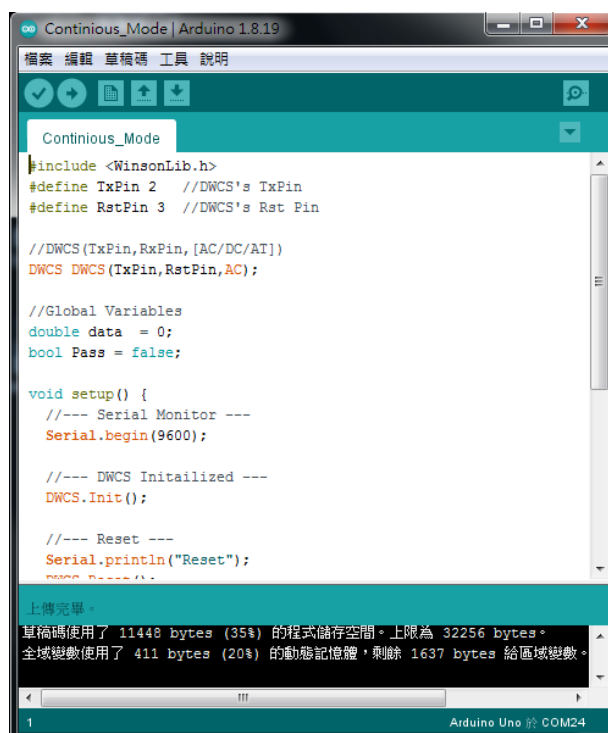 Continious_Mode | Arduino 1.8.19
檔案 編輯 草稿碼 工具 說明
Continious_Mode
#include <WinsonLib.h>
#define TxPin 2   //DWCS's TxPin
#define RstPin 3  //DWCS's Rst Pin
//DWCS(TxPin,RxPin,[AC/DC/AT])
DWCS DWCS(TxPin,RstPin,AC);
//Global Variables
double data  = 0;
bool Pass = false;
void setup() {
//--- Serial Monitor ---
Serial.begin(9600);
//--- DWCS Initailized ---
DWCS.Init();
//--- Reset ---
Serial.println("Reset");
DWCS.Reset();
上傳完畢。
草稿碼使用了 11448 bytes (35%) 的程式儲存空間。上限為 32256 bytes。
全域變數使用了 411 bytes (20%) 的動態記憶體，剩餘 1637 bytes 給區域變數。
1
Arduino Uno 於 COM24